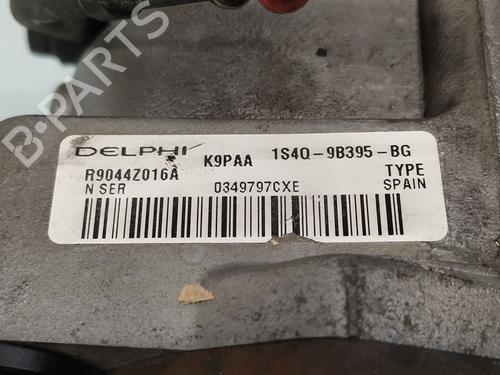 DELPHI K9PAA 1S4Q-9B395-BG
R9044Z016A TYPE
N SER 0349797CXE SPAIN
B-PARTS